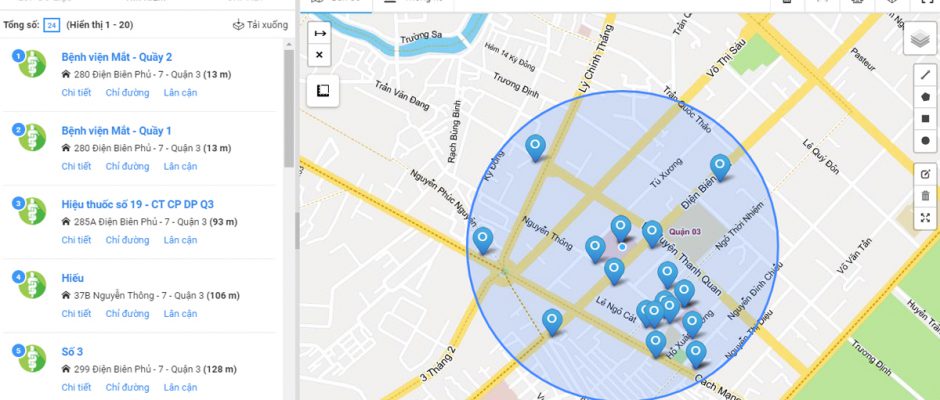 Tổng số: 24 (Hiển thị 1 - 20)
Tải xuống
1
Bệnh viện Mắt - Quầy 2
280 Điện Biên Phủ - 7 - Quận 3 (13 m)
Chi tiết Chỉ đường Lân cận
2
Bệnh viện Mắt - Quầy 1
280 Điện Biên Phủ - 7 - Quận 3 (13 m)
Chi tiết Chỉ đường Lân cận
3
Hiệu thuốc số 19 - CT CP DP Q3
285A Điện Biên Phủ - 7 - Quận 3 (93 m)
Chi tiết Chỉ đường Lân cận
4
Hiếu
37B Nguyễn Thông - 7 - Quận 3 (106 m)
Chi tiết Chỉ đường Lân cận
5
Số 3
299 Điện Biên Phủ - 7 - Quận 3 (128 m)
Chi tiết Chỉ đường Lân cận
Trường Sa
Hẻm 14 Kỳ Đồng
Trương Định
Trần Văn Đang
Rạch Bùng Binh
Lý Chính Thắng
Võ Thị Sáu
Pasteur
Trần Quốc Thảo
Lê Quý Đôn
Kỳ Đồng
Tú Xương
Nguyễn Phúc Nguyên
Điện Biên
Nguyễn Thông
Quận 03
Ngô Thời Nhiệm
Võ Văn Tần
Huyện Thanh Quan
Nguyễn Đình Chiểu
Lê Ngô Cát
Hồ Xuân Hương
Nguyễn Thị Diệu
Huyền Trân
Trương Định
3 Tháng 2
Cách Mạng